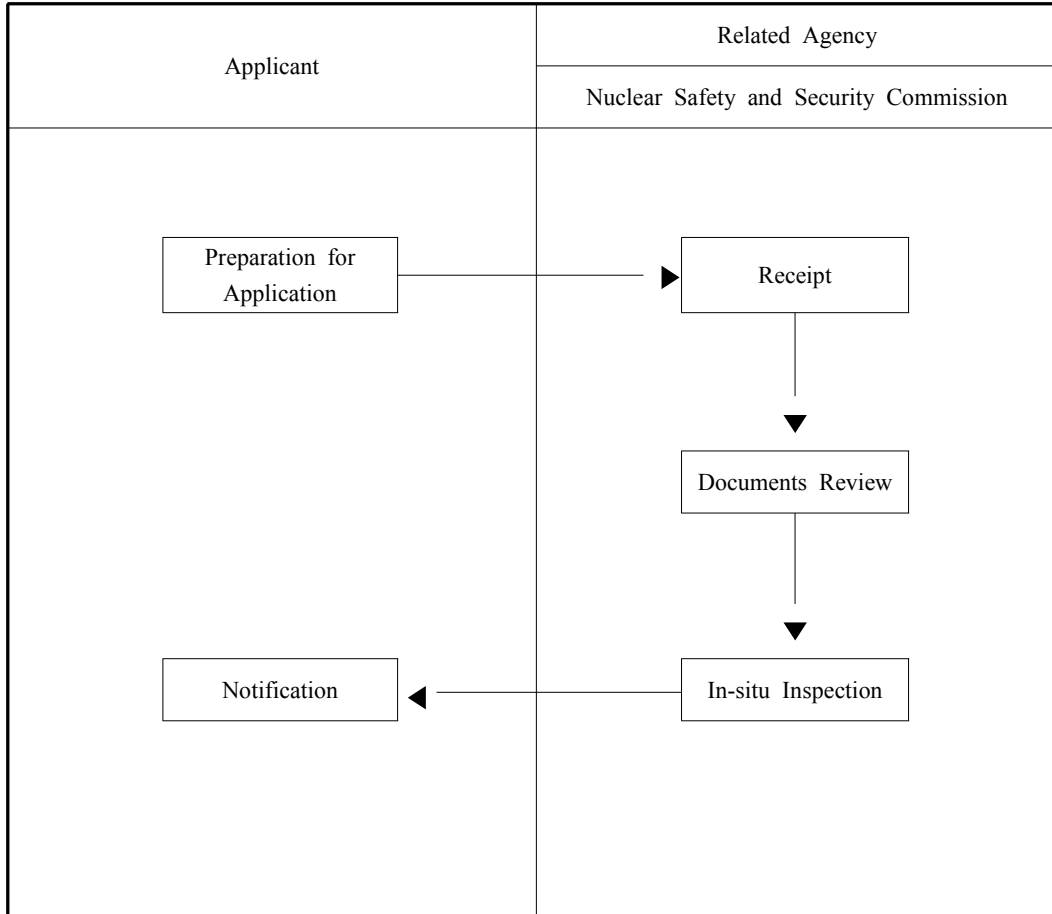 Applicant
Related Agency
Nuclear Safety and Security Commission
Preparation for
Application
Receipt
Documents Review
Notification
In-situ Inspection